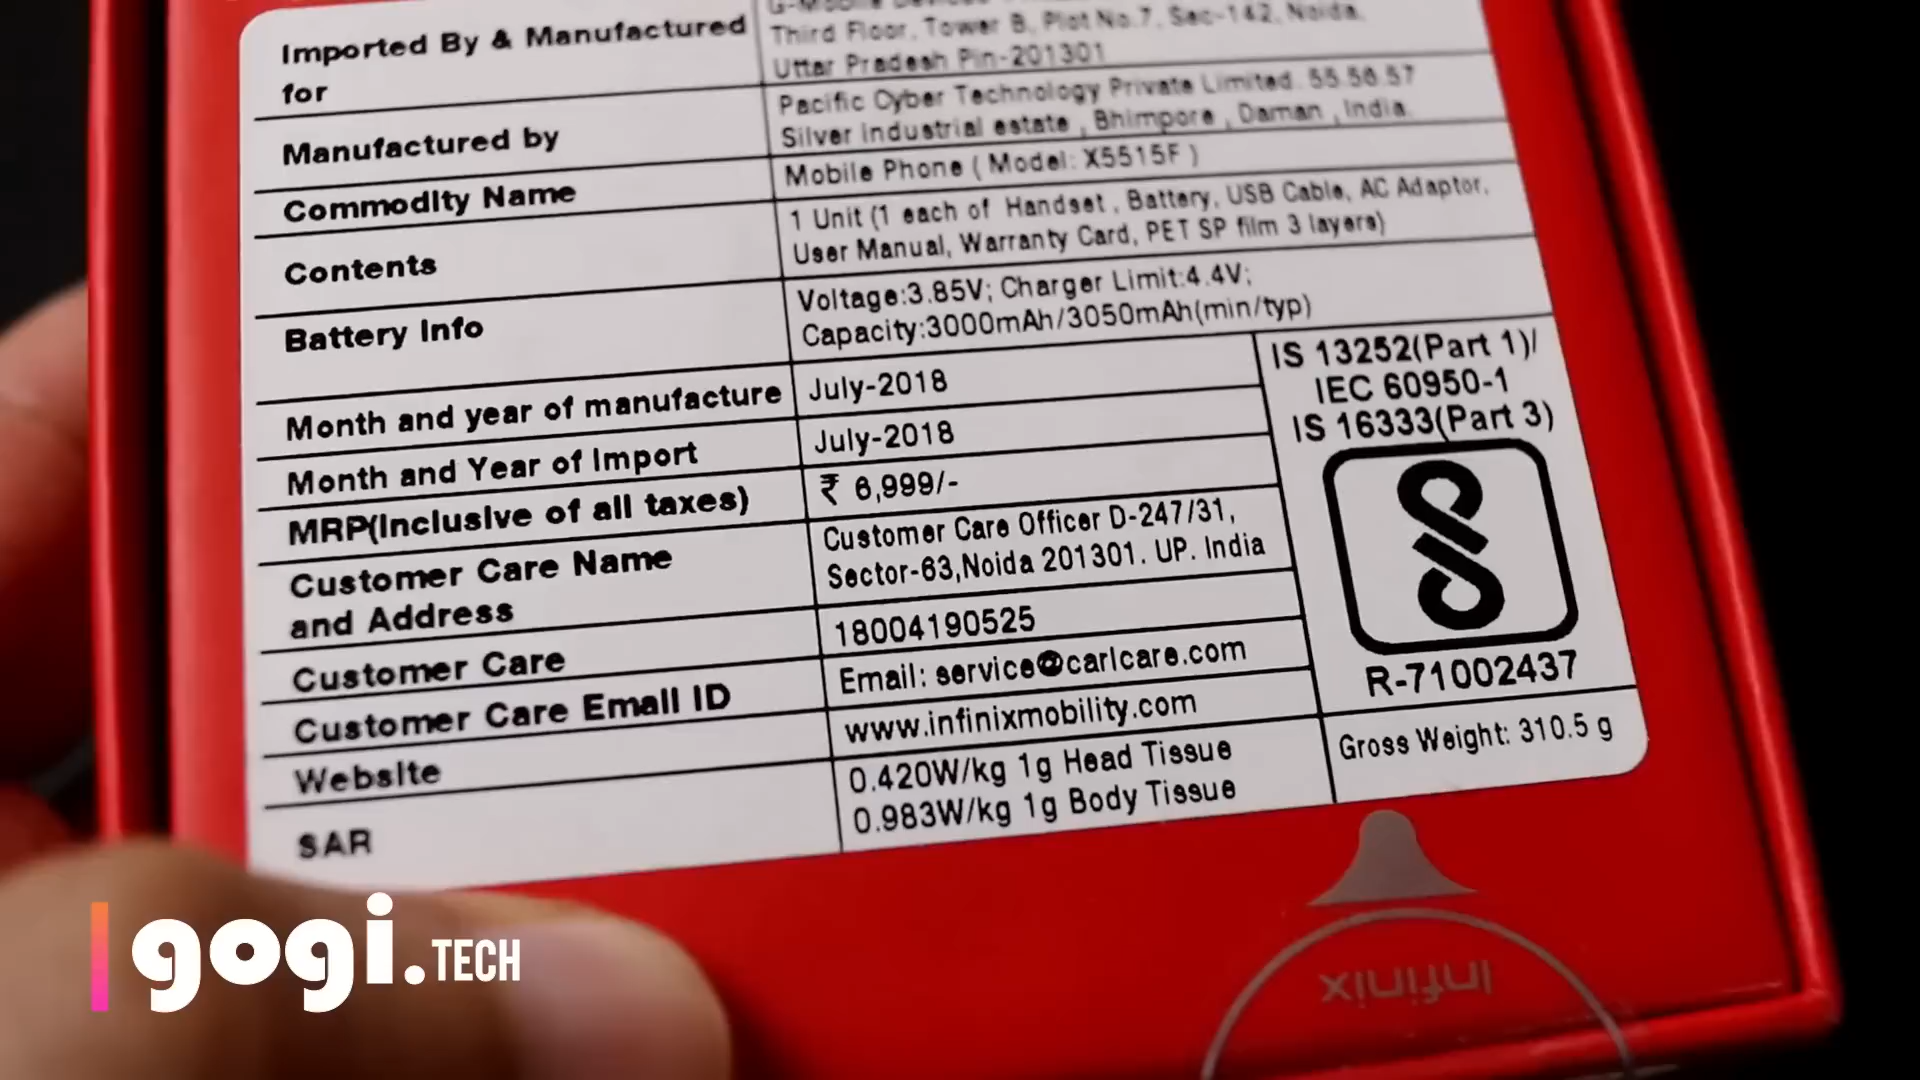 Imported By & Manufactured
for
Third Floor, Tower B, Plot No.7, Sec-142, Noida,
Uttar Pradesh Pin-201301
Manufactured by
Pacific Cyber Technology Private Limited. 55.56.57
Silver industrial estate , Bhimpore , Daman , India.
Commodity Name
Mobile Phone ( Model: X5515F )
Contents
1 Unit (1 each of Handset , Battery, USB Cable, AC Adaptor,
User Manual, Warranty Card, PET SP film 3 layers)
Battery Info
Voltage:3.85V; Charger Limit:4.4V;
Capacity:3000mAh/3050mAh(min/typ)
Month and year of manufacture
July-2018
Month and Year of Import
July-2018
MRP(Inclusive of all taxes)
₹ 6,999/-
Customer Care Name
and Address
Customer Care Officer D-247/31,
Sector-63,Noida 201301. UP. India
Customer Care
18004190525
Customer Care Email ID
Email: service@carlcare.com
Website
www.infinixmobility.com
SAR
0.420W/kg 1g Head Tissue
0.983W/kg 1g Body Tissue
IS 13252(Part 1)/
IEC 60950-1
IS 16333(Part 3)
R-71002437
Gross Weight: 310.5 g
Infinix
gogi.TECH